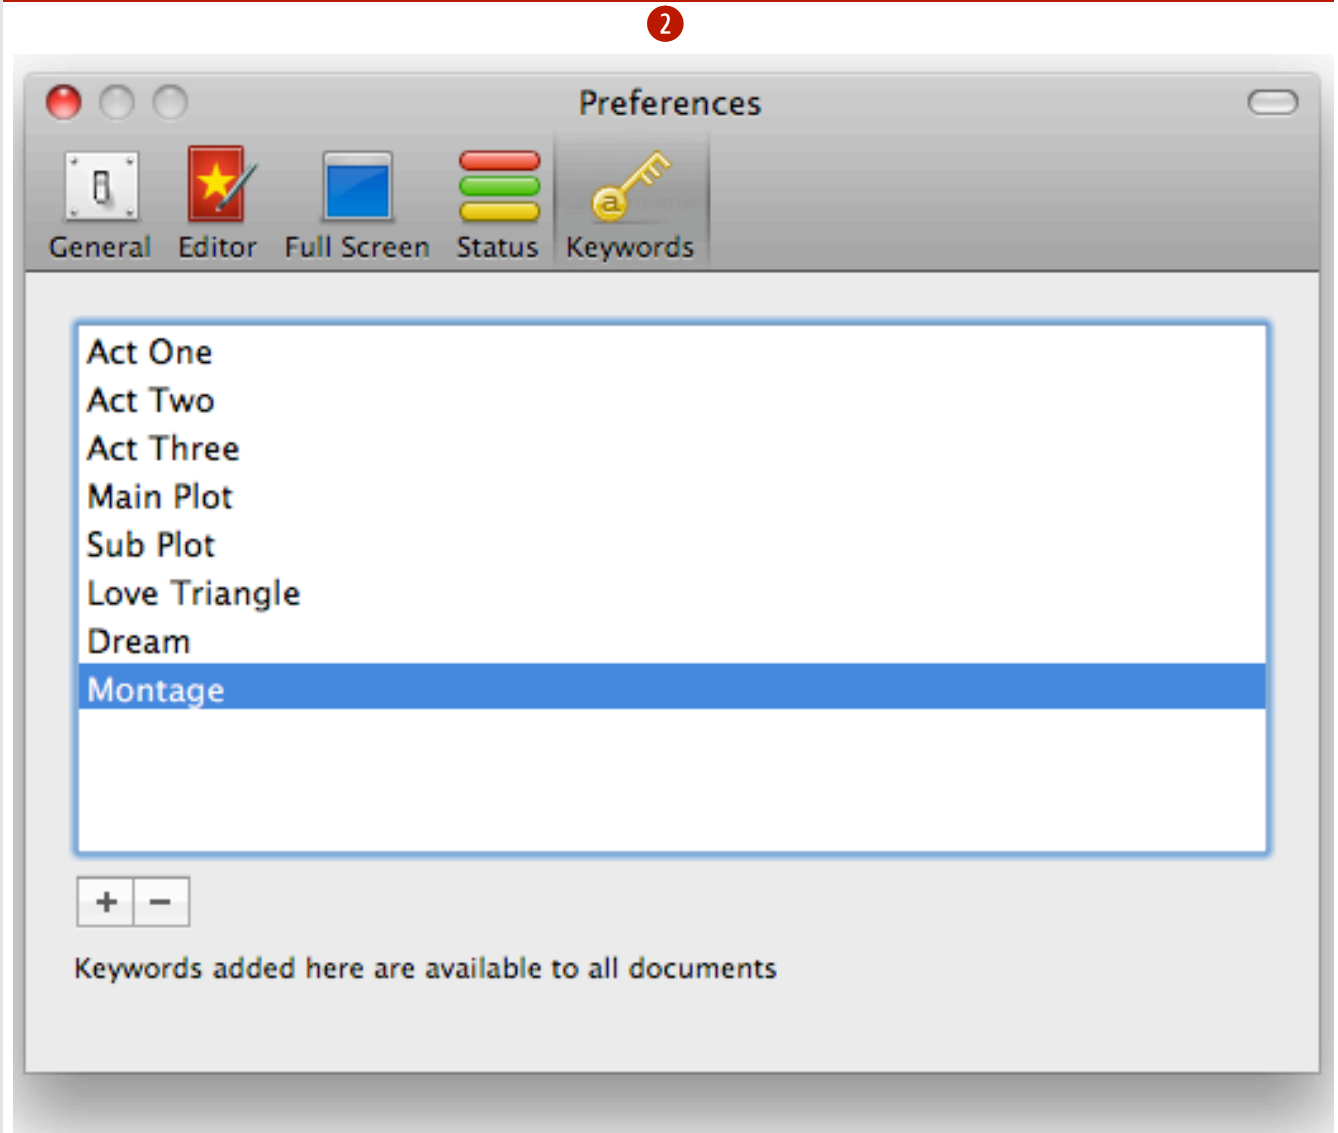 2
Preferences
General Editor Full Screen Status Keywords
a
Act One
Act Two
Act Three
Main Plot
Sub Plot
Love Triangle
Dream
Montage
+ −
Keywords added here are available to all documents